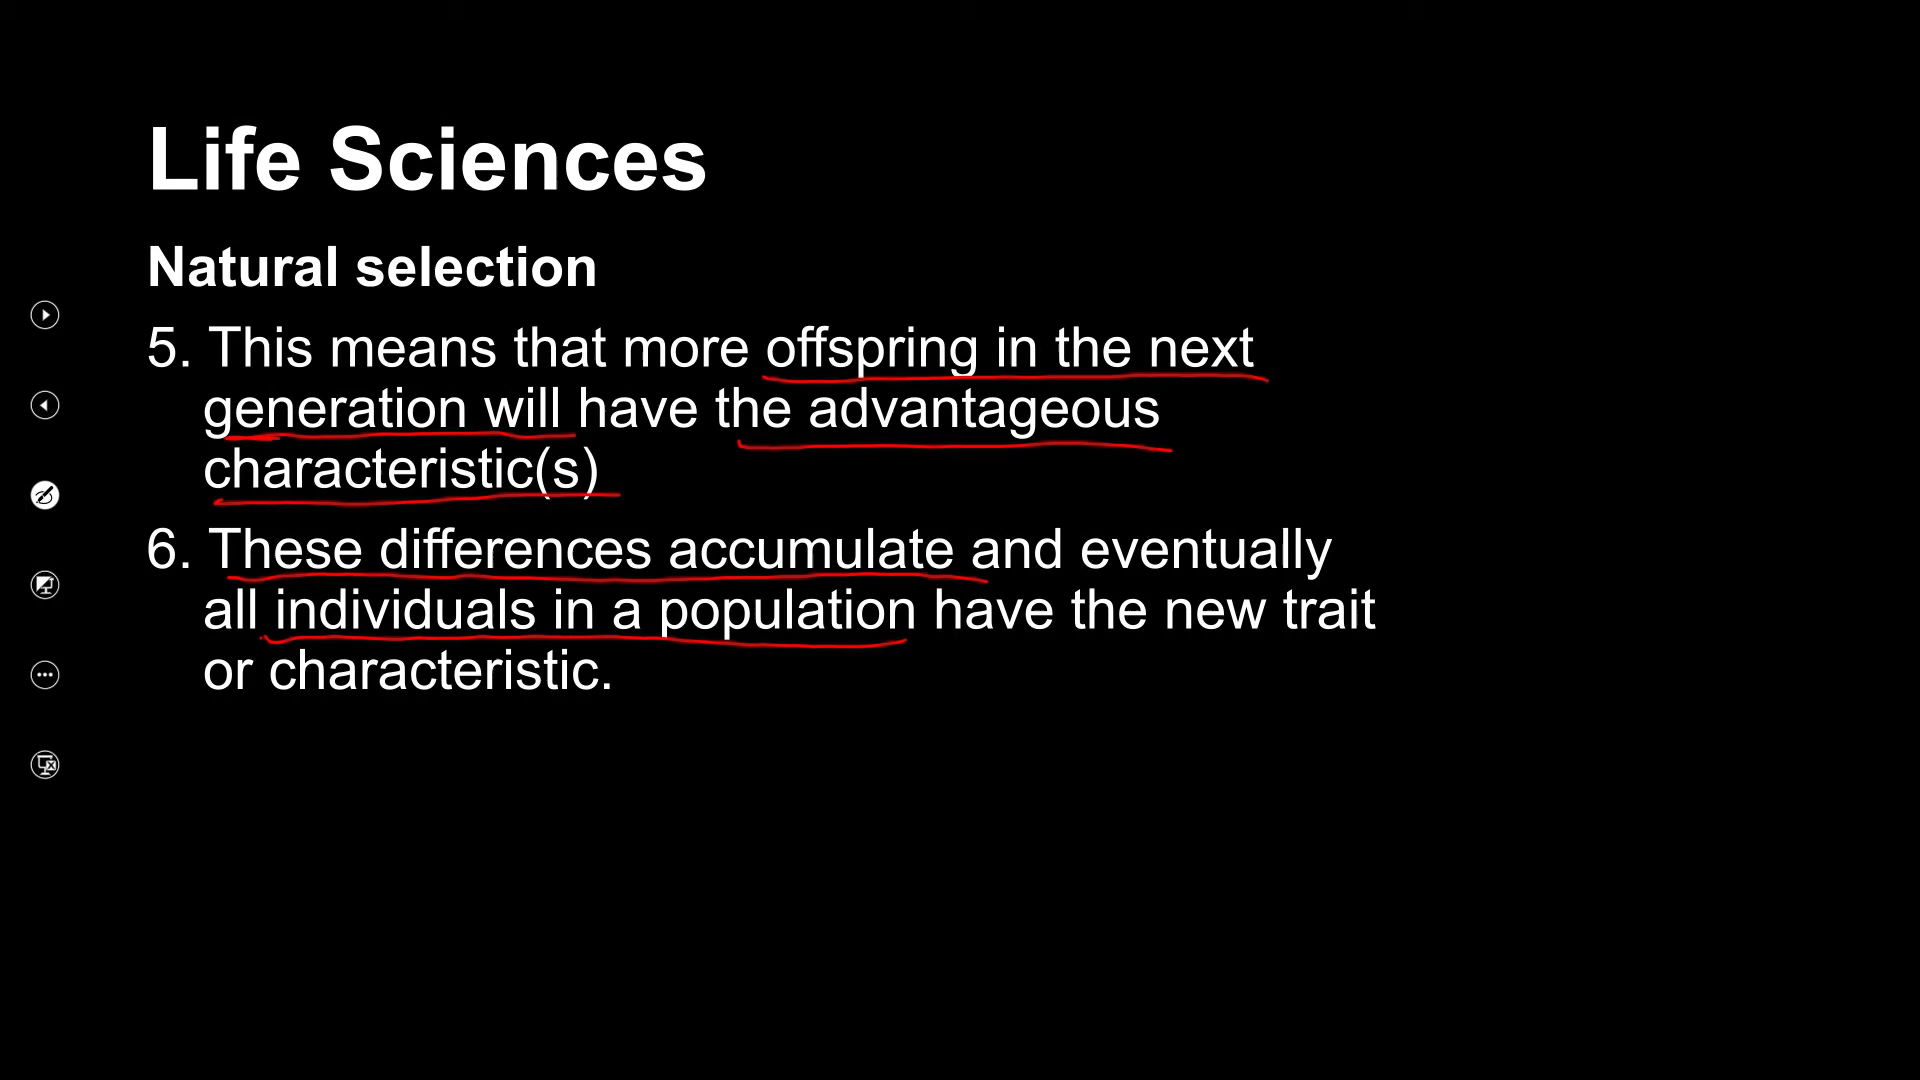 Life Sciences
Natural selection
5. This means that more offspring in the next
generation will have the advantageous
characteristic(s)
6. These differences accumulate and eventually
all individuals in a population have the new trait
or characteristic.